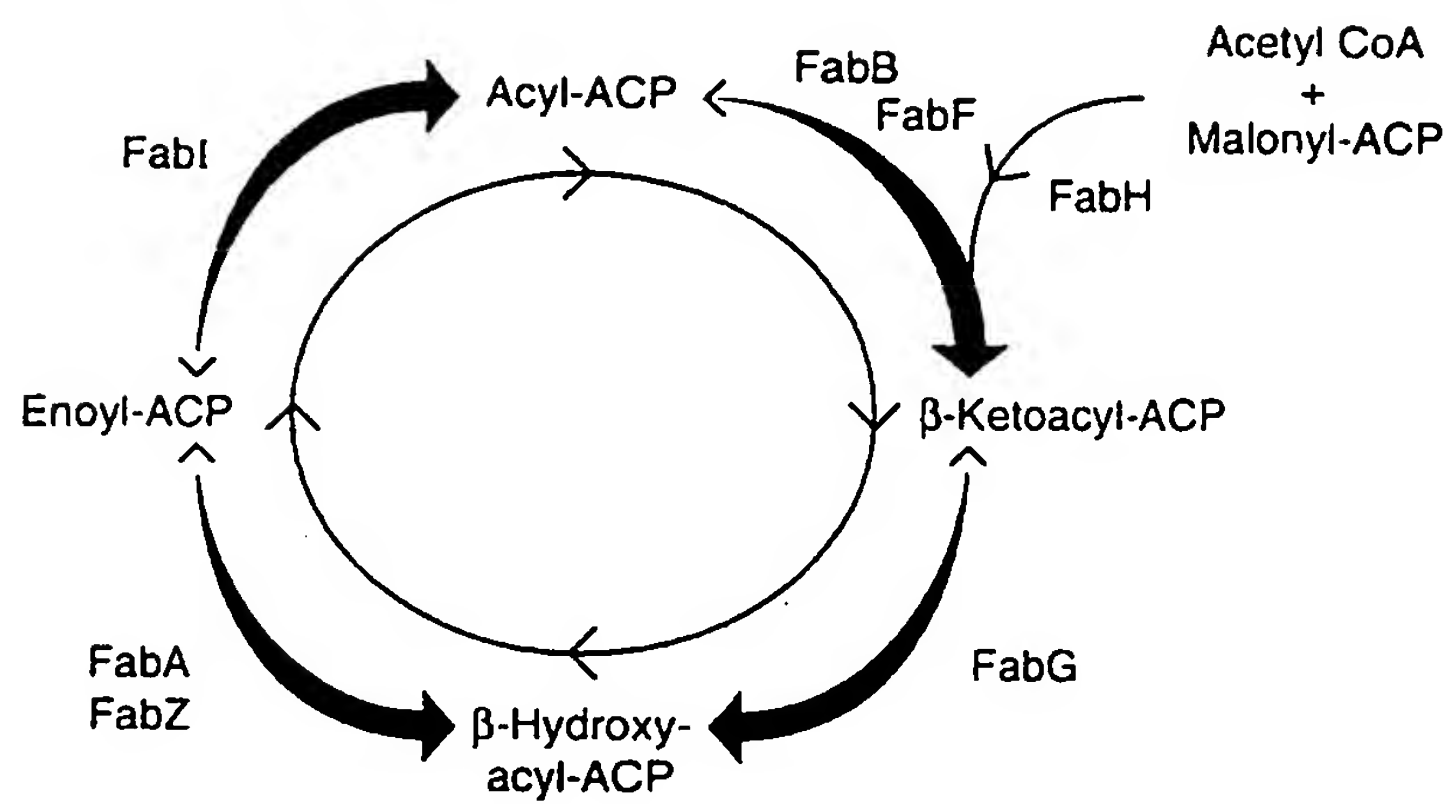 Acetyl CoA
+
Malonyl-ACP
FabB
FabF
Acyl-ACP
FabI
FabH
Enoyl-ACP
β-Ketoacyl-ACP
FabA
FabZ
FabG
β-Hydroxy-
acyl-ACP